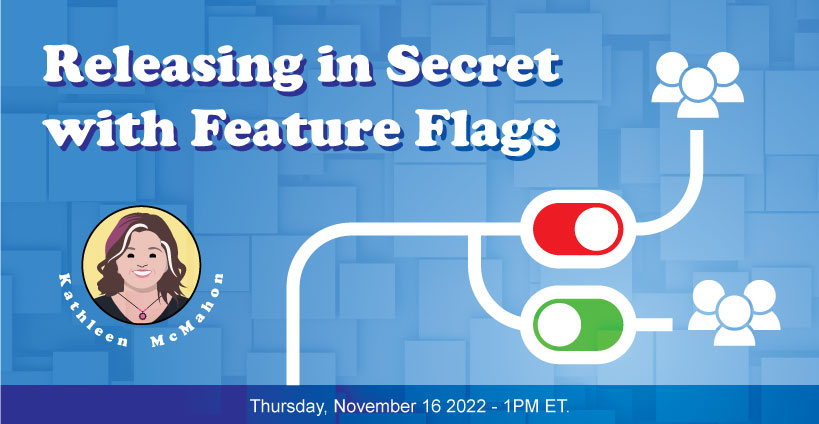 Releasing in Secret
with Feature Flags
Kathleen McMahon
Thursday, November 16 2022 - 1PM ET.